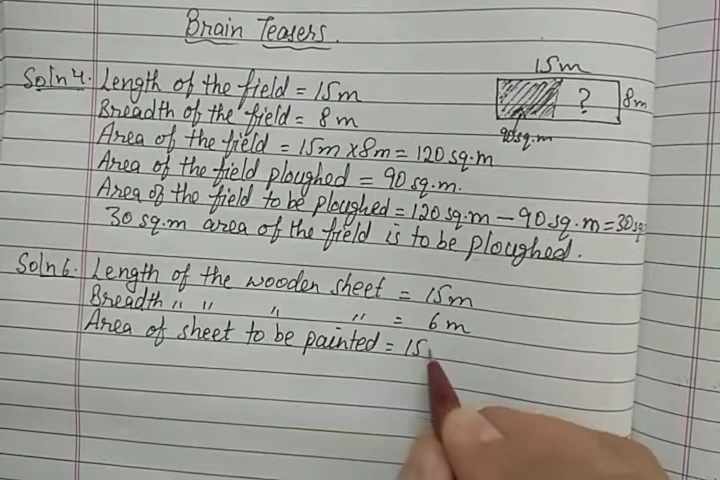 Brain Teasers.
15m
Soln 4. Length of the field = 15m
? 8m
Breadth of the field = 8m
90sq.m
Area of the field = 15m x 8m = 120 sq.m
Area of the field ploughed = 90 sq.m.
Area of the field to be ploughed = 120 sq.m - 90 sq.m = 30 sq.
30 sq.m area of the field is to be ploughed.
Soln 6. Length of the wooden sheet = 15m
Breadth " " " " = 6m
Area of sheet to be painted = 15